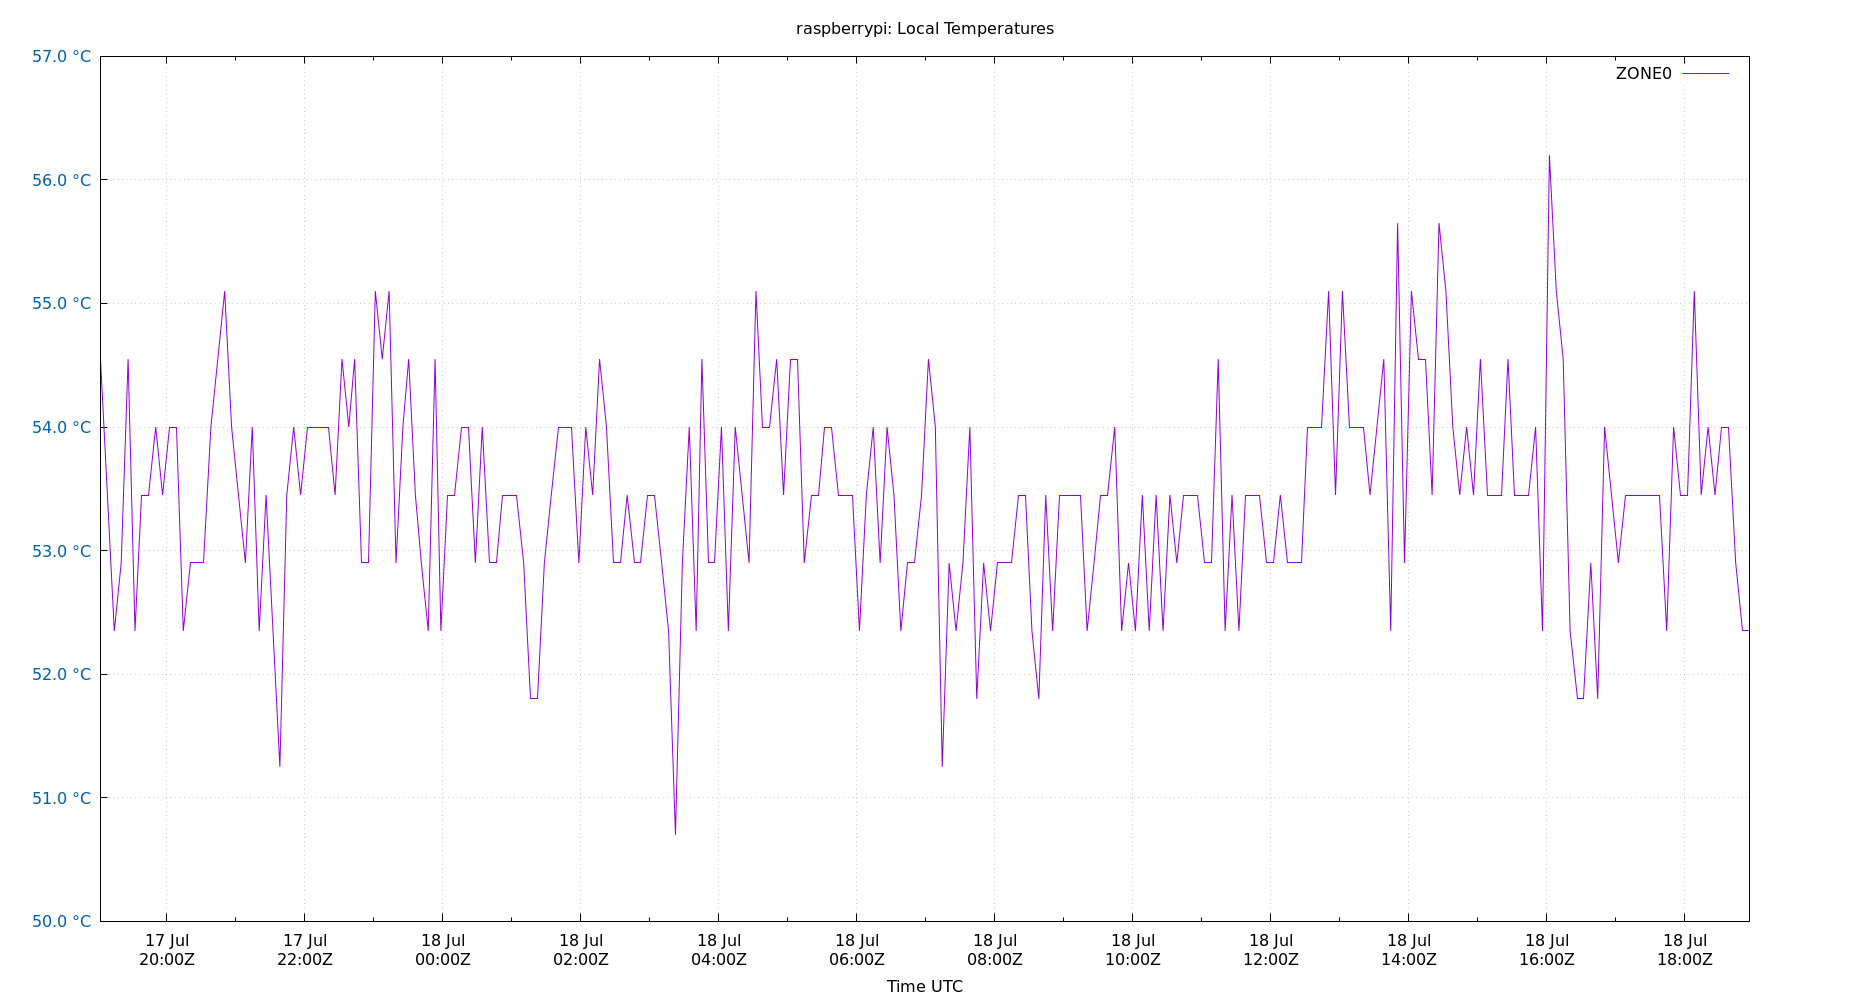 raspberrypi: Local Temperatures
57.0 °C
ZONE0
56.0 °C
55.0 °C
54.0 °C
53.0 °C
52.0 °C
51.0 °C
50.0 °C
17 Jul 17 Jul 18 Jul 18 Jul 18 Jul 18 Jul 18 Jul 18 Jul 18 Jul 18 Jul 18 Jul 18 Jul
20:00Z 22:00Z 00:00Z 02:00Z 04:00Z 06:00Z 08:00Z 10:00Z 12:00Z 14:00Z 16:00Z 18:00Z
Time UTC